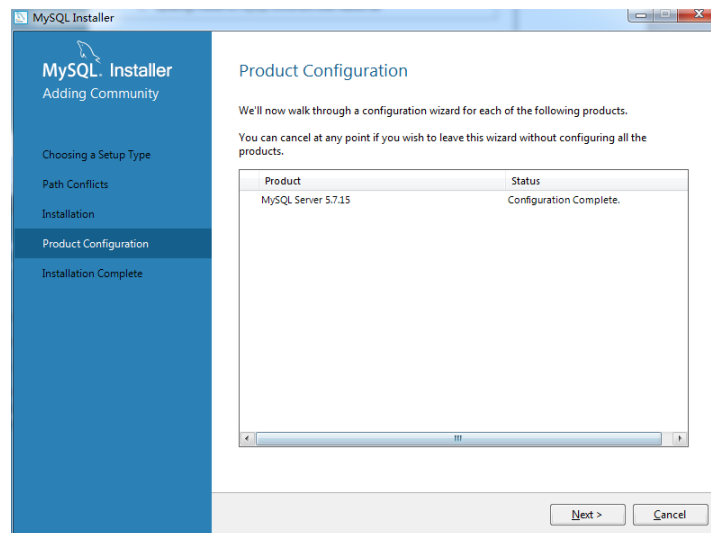 MySQL Installer
MySQL. Installer
Adding Community
Choosing a Setup Type
Path Conflicts
Installation
Product Configuration
Installation Complete
Product Configuration
We'll now walk through a configuration wizard for each of the following products.
You can cancel at any point if you wish to leave this wizard without configuring all the
products.
Product Status
MySQL Server 5.7.15 Configuration Complete.
Next > Cancel